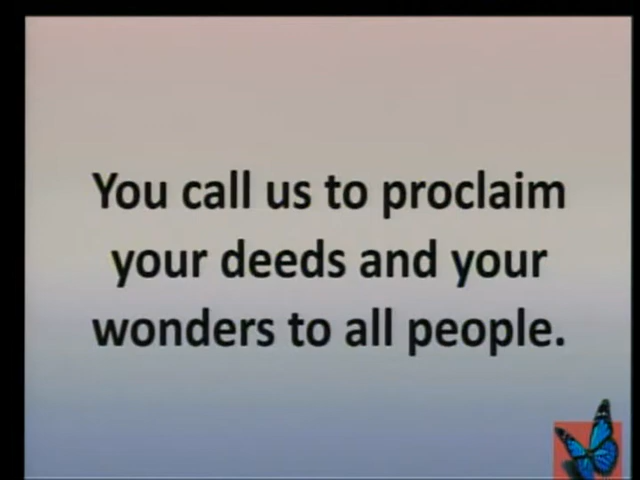 You call us to proclaim
your deeds and your
wonders to all people.